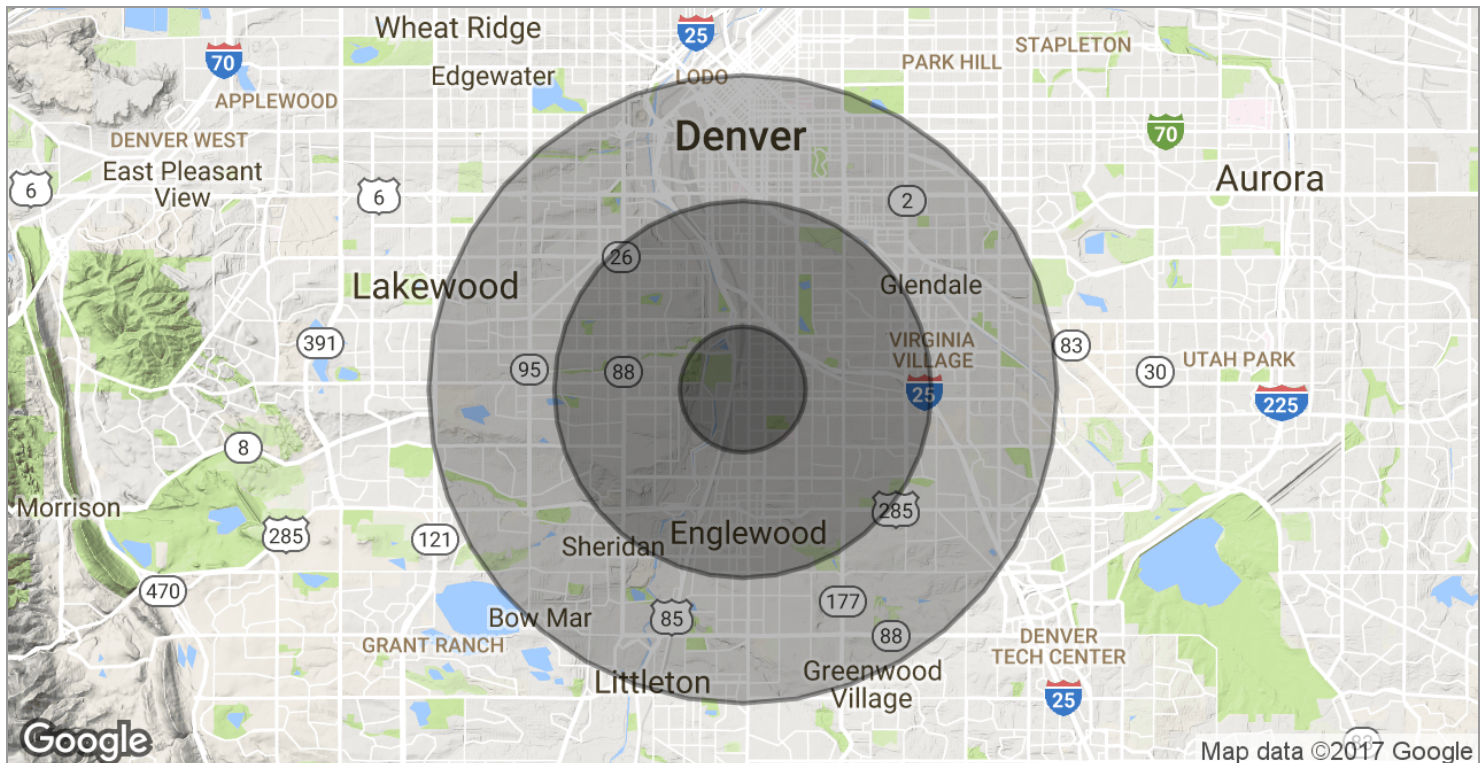 Wheat Ridge
25
STAPLETON
70
PARK HILL
Edgewater
LODO
APPLEWOOD
Denver
70
DENVER WEST
East Pleasant
View
Aurora
6
6
2
26
Lakewood
Glendale
391
VIRGINIA
VILLAGE
83
UTAH PARK
95
88
30
25
225
8
Morrison
285
285
121
Sheridan
Englewood
470
177
Bow Mar
85
88
GRANT RANCH
DENVER
TECH CENTER
Littleton
Greenwood
Village
25
Google
83
Map data ©2017 Google